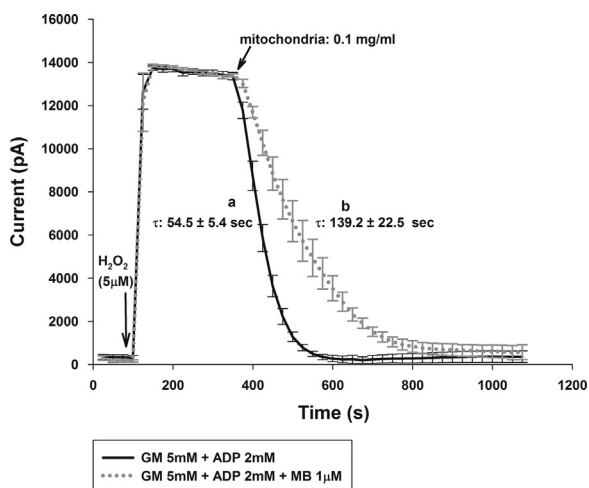 16000
14000
12000
10000
8000
6000
4000
2000
0
Current (pA)
mitochondria: 0.1 mg/ml
a
τ: 54.5 ± 5.4 sec
b
τ: 139.2 ± 22.5 sec
H₂O₂
(5μM)
0 200 400 600 800 1000 1200
Time (s)
GM 5mM + ADP 2mM
GM 5mM + ADP 2mM + MB 1μM